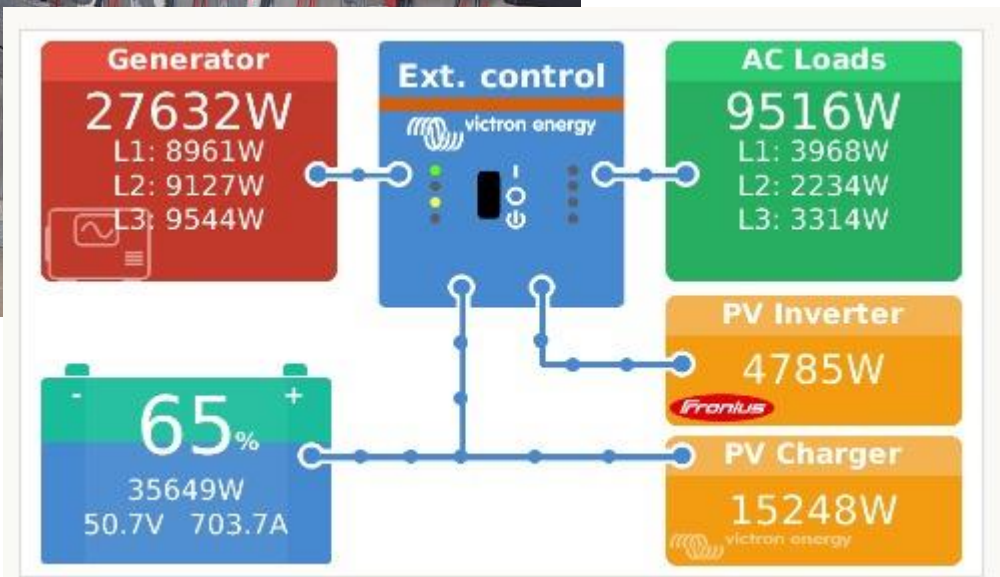 Generator
27632W
L1: 8961W
L2: 9127W
L3: 9544W
Ext. control
victron energy
AC Loads
9516W
L1: 3968W
L2: 2234W
L3: 3314W
PV Inverter
4785W
Fronius
- +
65%
35649W
50.7V 703.7A
PV Charger
15248W
victron energy